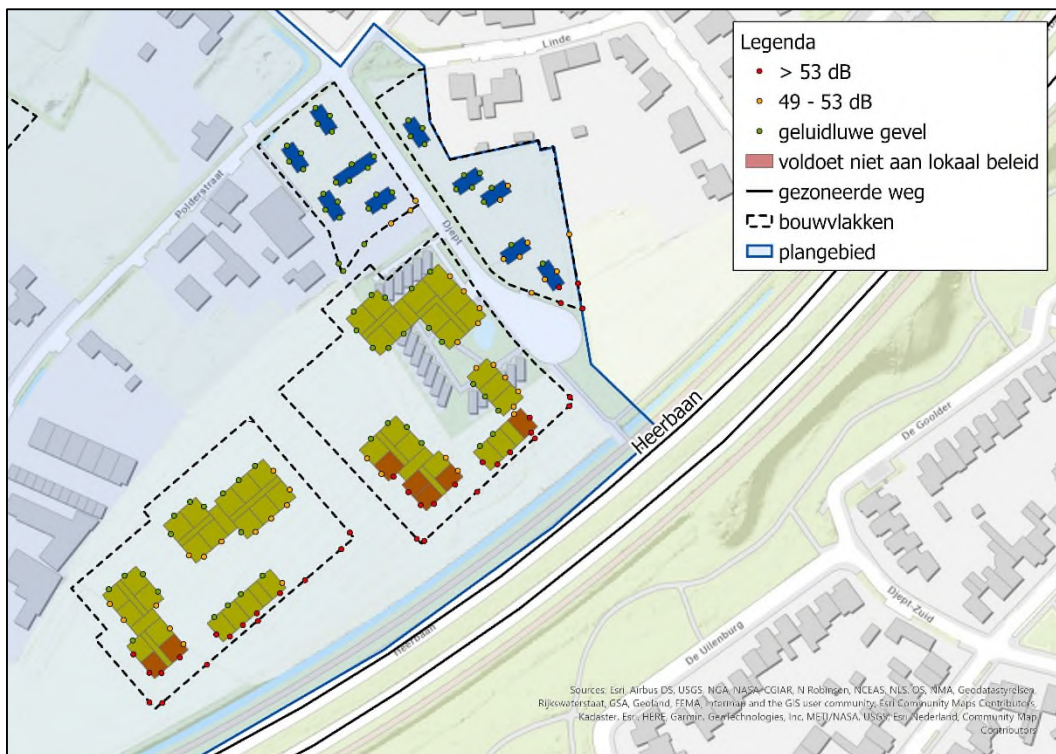 Legenda
> 53 dB
49 - 53 dB
geluidluwe gevel
voldoet niet aan lokaal beleid
gezoneerde weg
bouwvlakken
plangebied
Linde
Polderstraat
Djept
Heerbaan
De Goolder
Djept-Zuid
De Uilenburg
Heerbaan
Sources: Esri, Airbus DS, USGS, NGA, NASA, CGIAR, N Robinson, NCEAS, NLS, OS, NMA, Geodatastyrelsen,
Rijkswaterstaat, GSA, Geoland, FEMA, Intermap and the GIS user community, Esri Community Maps Contributors,
Kadaster, Esri, HERE, Garmin, GeoTechnologies, Inc, METI/NASA, USGS, Esri Nederland, Community Map
Contributors